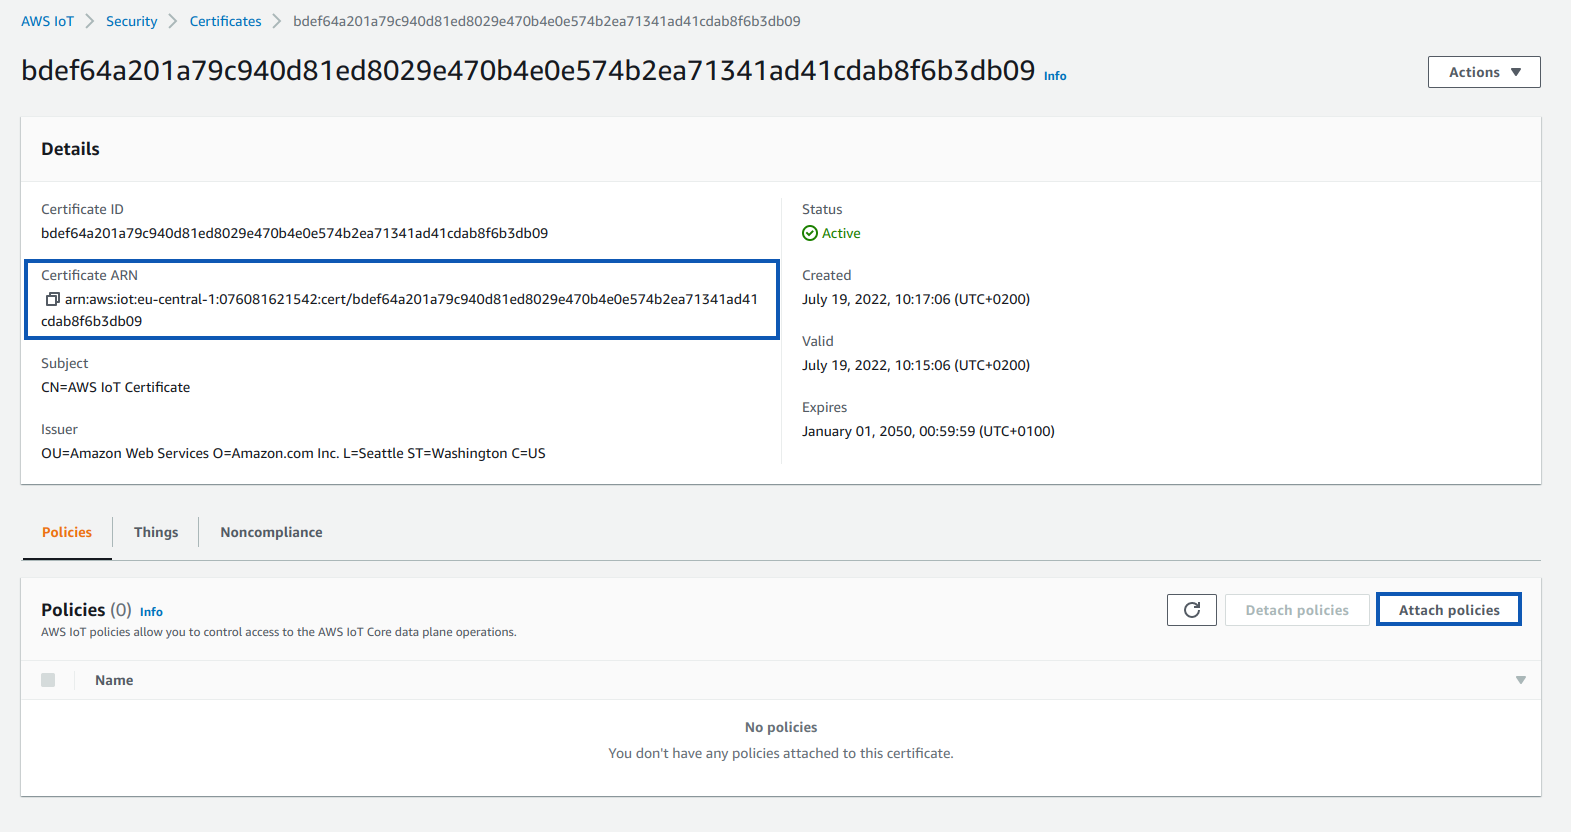 AWS IoT > Security > Certificates > bdef64a201a79c940d81ed8029e470b4e0e574b2ea71341ad41cdab8f6b3db09
bdef64a201a79c940d81ed8029e470b4e0e574b2ea71341ad41cdab8f6b3db09 Info
Actions
Details
Certificate ID
bdef64a201a79c940d81ed8029e470b4e0e574b2ea71341ad41cdab8f6b3db09
Certificate ARN
arn:aws:iot:eu-central-1:076081621542:cert/bdef64a201a79c940d81ed8029e470b4e0e574b2ea71341ad41
cdab8f6b3db09
Subject
CN=AWS IoT Certificate
Issuer
OU=Amazon Web Services O=Amazon.com Inc. L=Seattle ST=Washington C=US
Status
Active
Created
July 19, 2022, 10:17:06 (UTC+0200)
Valid
July 19, 2022, 10:15:06 (UTC+0200)
Expires
January 01, 2050, 00:59:59 (UTC+0100)
Policies Things Noncompliance
Policies (0) Info
AWS IoT policies allow you to control access to the AWS IoT Core data plane operations.
Detach policies Attach policies
Name
No policies
You don't have any policies attached to this certificate.